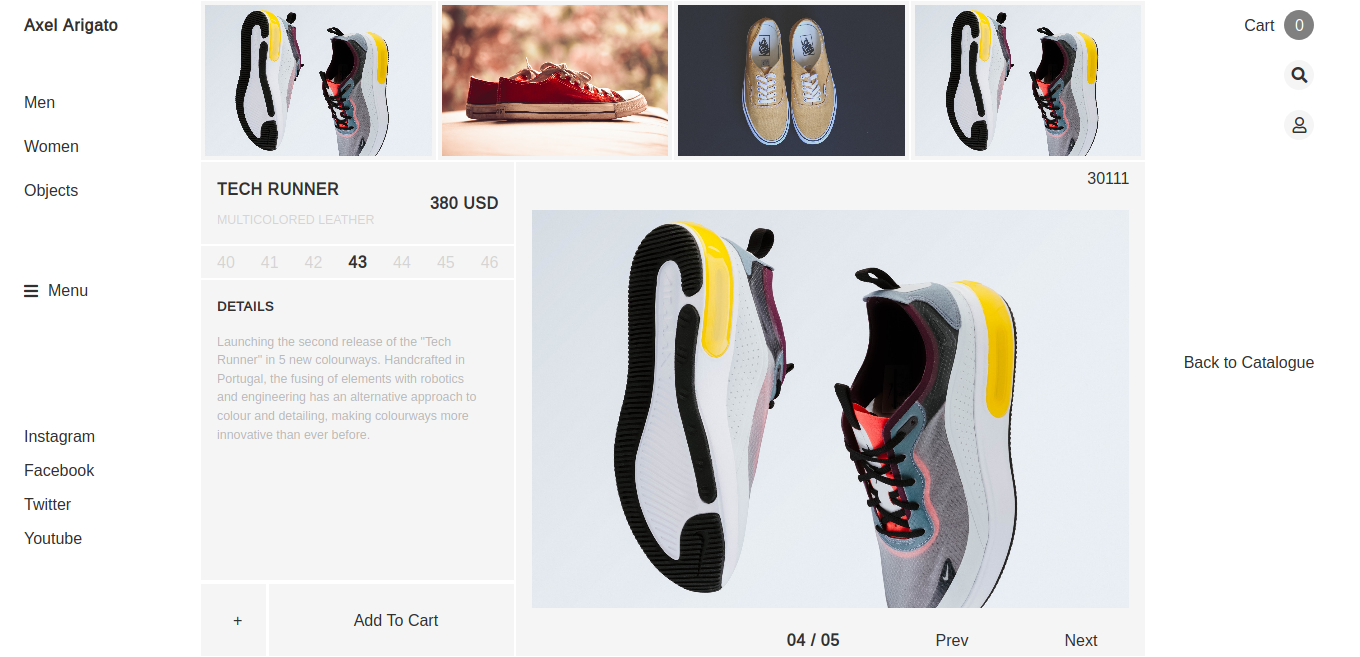 Axel Arigato
Men
Women
Objects
Menu
Instagram
Facebook
Twitter
Youtube
TECH RUNNER
MULTICOLORED LEATHER
380 USD
40 41 42 43 44 45 46
DETAILS
Launching the second release of the "Tech
Runner" in 5 new colourways. Handcrafted in
Portugal, the fusing of elements with robotics
and engineering has an alternative approach to
colour and detailing, making colourways more
innovative than ever before.
+
Add To Cart
30111
04 / 05
Prev
Next
Cart 0
Back to Catalogue